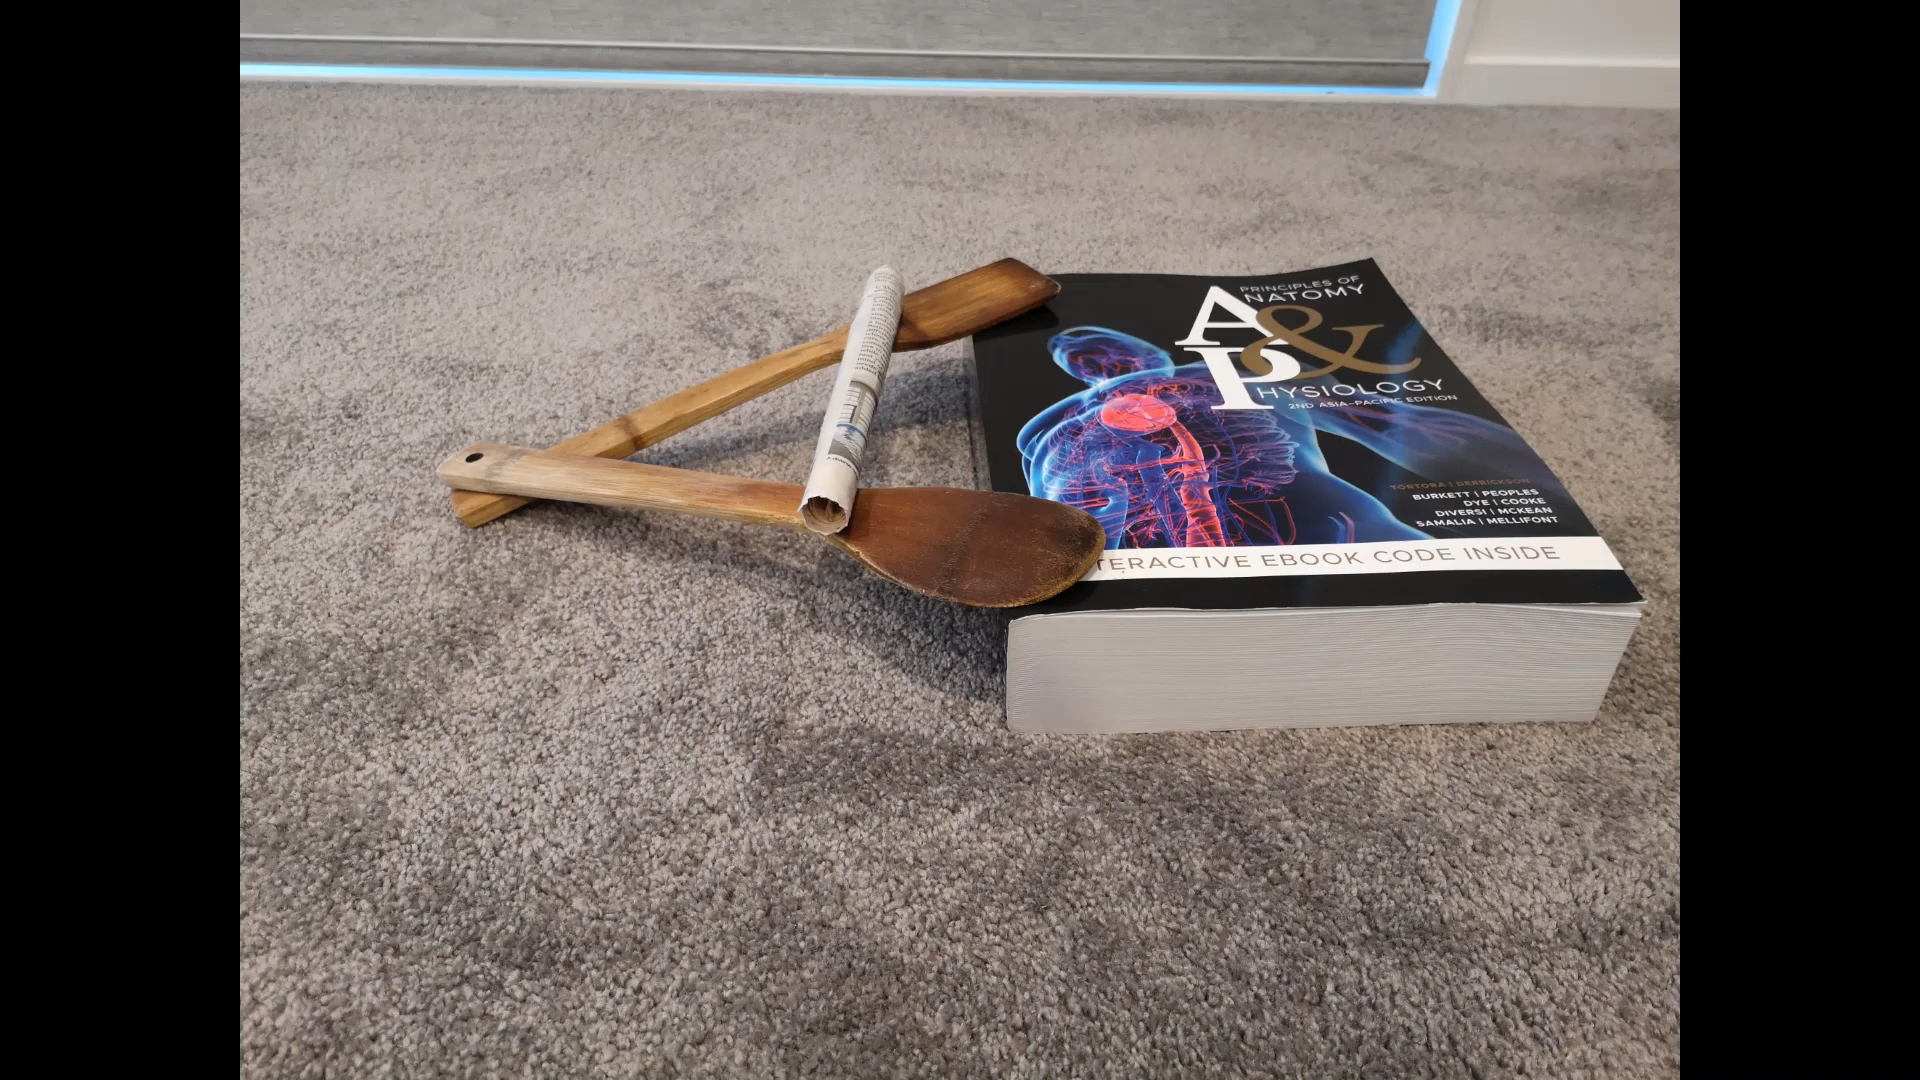 PRINCIPLES OF
ANATOMY
&
PHYSIOLOGY
2ND ASIA–PACIFIC EDITION
TORTORA | DERRICKSON
BURKETT | PEOPLES
DYE | COOKE
DIVERSI | MCKEAN
SAMALIA | MELLIFONT
TERACTIVE EBOOK CODE INSIDE